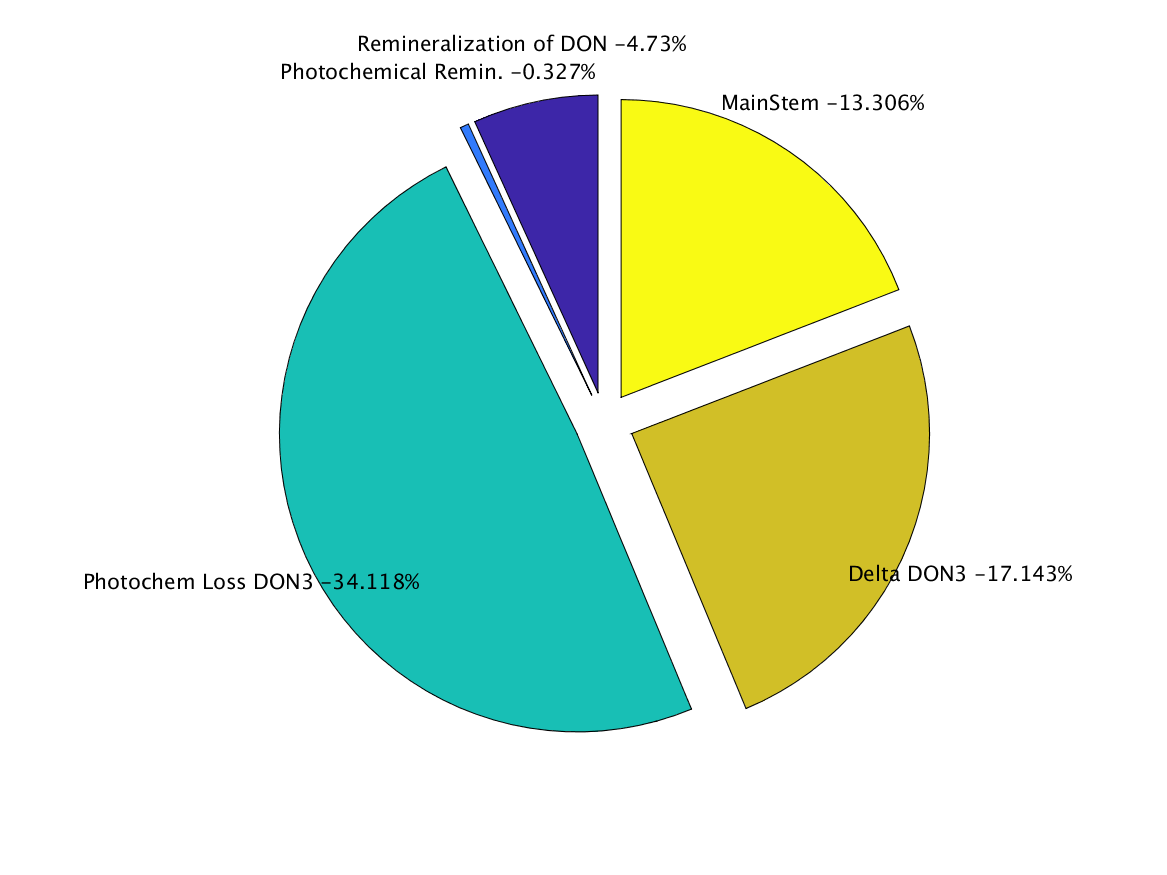 Remineralization of DON -4.73%
Photochemical Remin. -0.327%
MainStem -13.306%
Delta DON3 -17.143%
Photochem Loss DON3 -34.118%